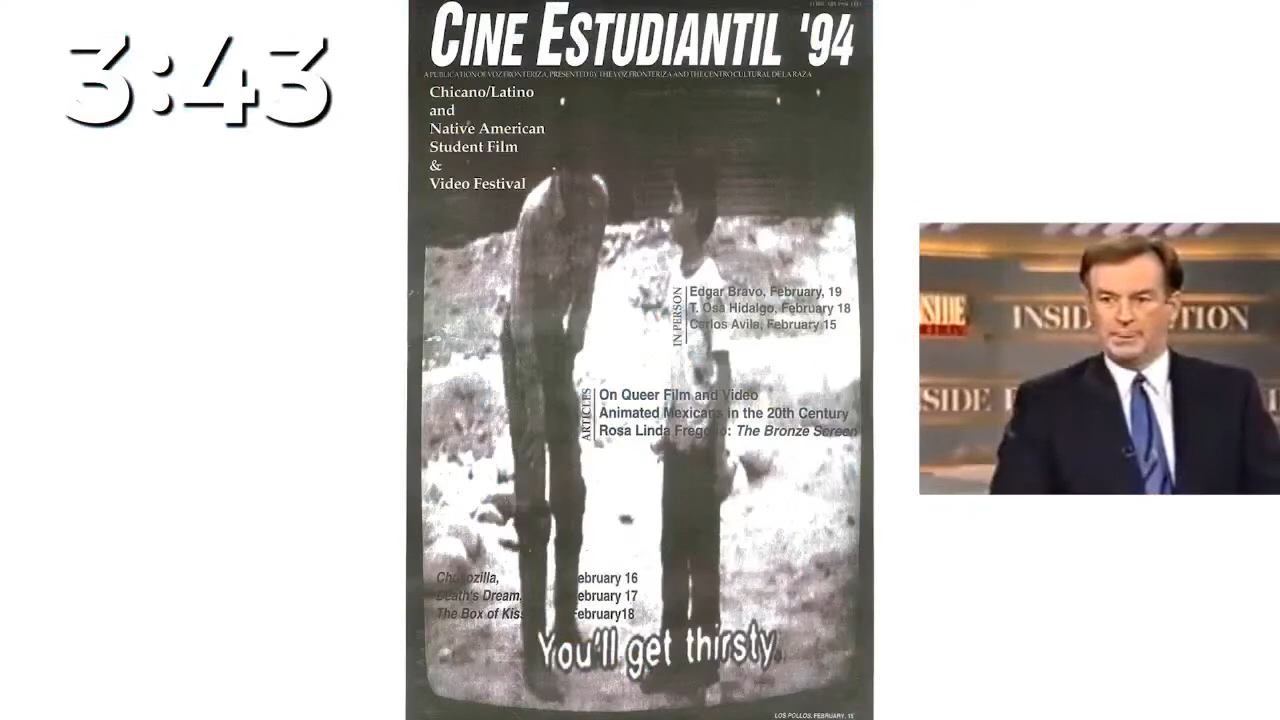 3:43
CINE ESTUDIANTIL '94
A PUBLICATION OF VOZ FRONTERIZA, PRESENTED BY THE VOZ FRONTERIZA AND THE CENTRO CULTURAL DE LA RAZA
Chicano/Latino
and
Native American
Student Film
&
Video Festival
IN PERSON
Edgar Bravo, February, 19
T. Osa Hidalgo, February 18
Carlos Avila, February 15
ARTICLES
On Queer Film and Video
Animated Mexicans in the 20th Century
Rosa Linda : The Bronze Screen
February 16
Death's Dream, February 17
The Box of February18
You'll get thirsty
LOS POLLOS, FEBRUARY, 15
INSIDE